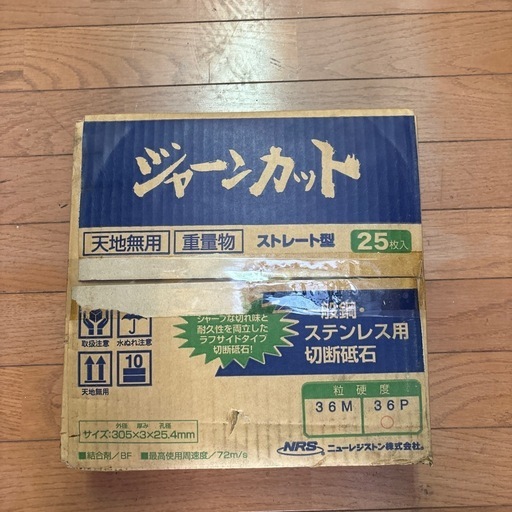 ジャーンカット
天地無用 重量物 ストレート型 25枚入
シャープな切れ味と
耐久性を両立した
ラフサイドタイプ
切断砥石!
般鋼・
ステンレス用
切断砥石
取扱注意 水ぬれ注意
10
天地無用
粒 硬度
36M 36P
外径 厚み 孔径
サイズ:305×3×25.4mm
■結合剤/BF ■最高使用周速度/72m/s
NRS ニューレジストン株式会社